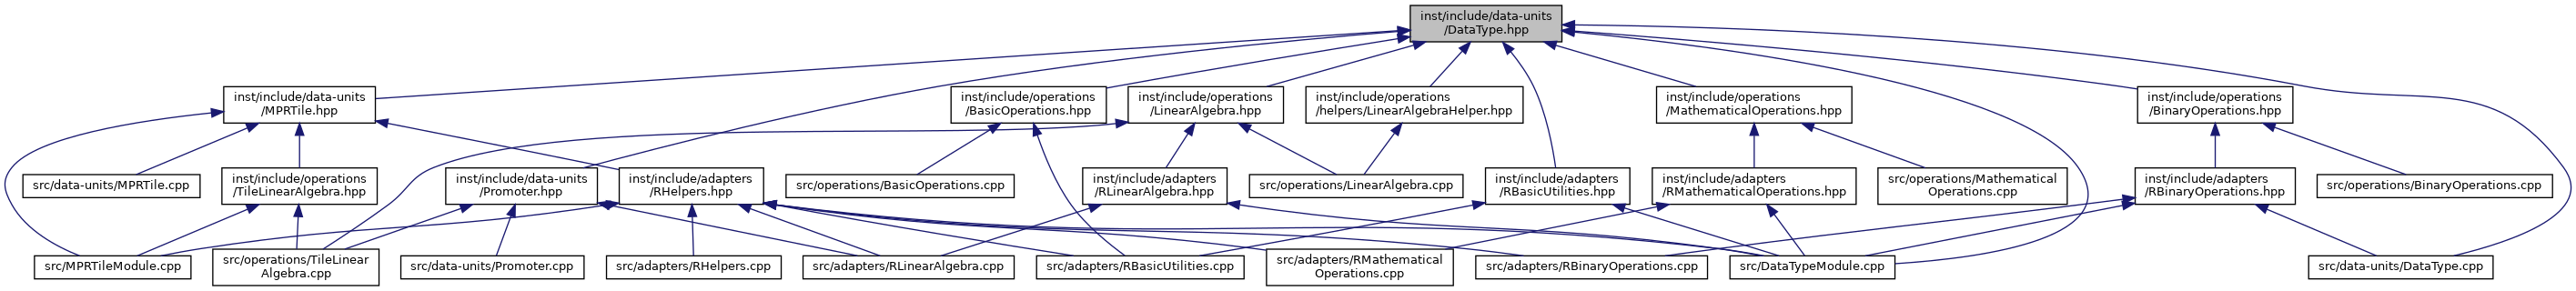 inst/include/data-units
/DataType.hpp
inst/include/data-units
/MPRTile.hpp
inst/include/operations
/BasicOperations.hpp
inst/include/operations
/LinearAlgebra.hpp
inst/include/operations
/helpers/LinearAlgebraHelper.hpp
inst/include/operations
/MathematicalOperations.hpp
inst/include/operations
/BinaryOperations.hpp
src/data-units/MPRTile.cpp
inst/include/operations
/TileLinearAlgebra.hpp
inst/include/data-units
/Promoter.hpp
inst/include/adapters
/RHelpers.hpp
src/operations/BasicOperations.cpp
inst/include/adapters
/RLinearAlgebra.hpp
src/operations/LinearAlgebra.cpp
inst/include/adapters
/RBasicUtilities.hpp
inst/include/adapters
/RMathematicalOperations.hpp
src/operations/Mathematical
Operations.cpp
inst/include/adapters
/RBinaryOperations.hpp
src/operations/BinaryOperations.cpp
src/MPRTileModule.cpp
src/operations/TileLinear
Algebra.cpp
src/data-units/Promoter.cpp
src/adapters/RHelpers.cpp
src/adapters/RLinearAlgebra.cpp
src/adapters/RBasicUtilities.cpp
src/adapters/RMathematical
Operations.cpp
src/adapters/RBinaryOperations.cpp
src/DataTypeModule.cpp
src/data-units/DataType.cpp